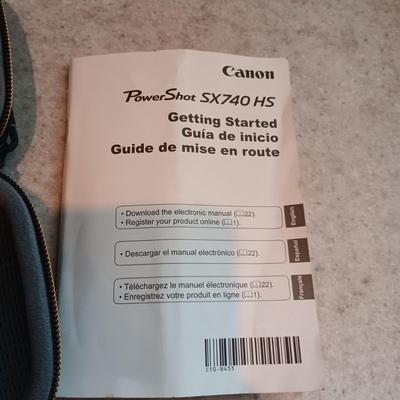 Canon
PowerShot SX740 HS
Getting Started
Guía de inicio
Guide de mise en route
• Download the electronic manual (📖22).
• Register your product online (📖1).
English
• Descargar el manual electrónico (📖22).
Español
• Téléchargez le manuel électronique (📖22).
• Enregistrez votre produit en ligne (📖1).
Français
CT0-8433